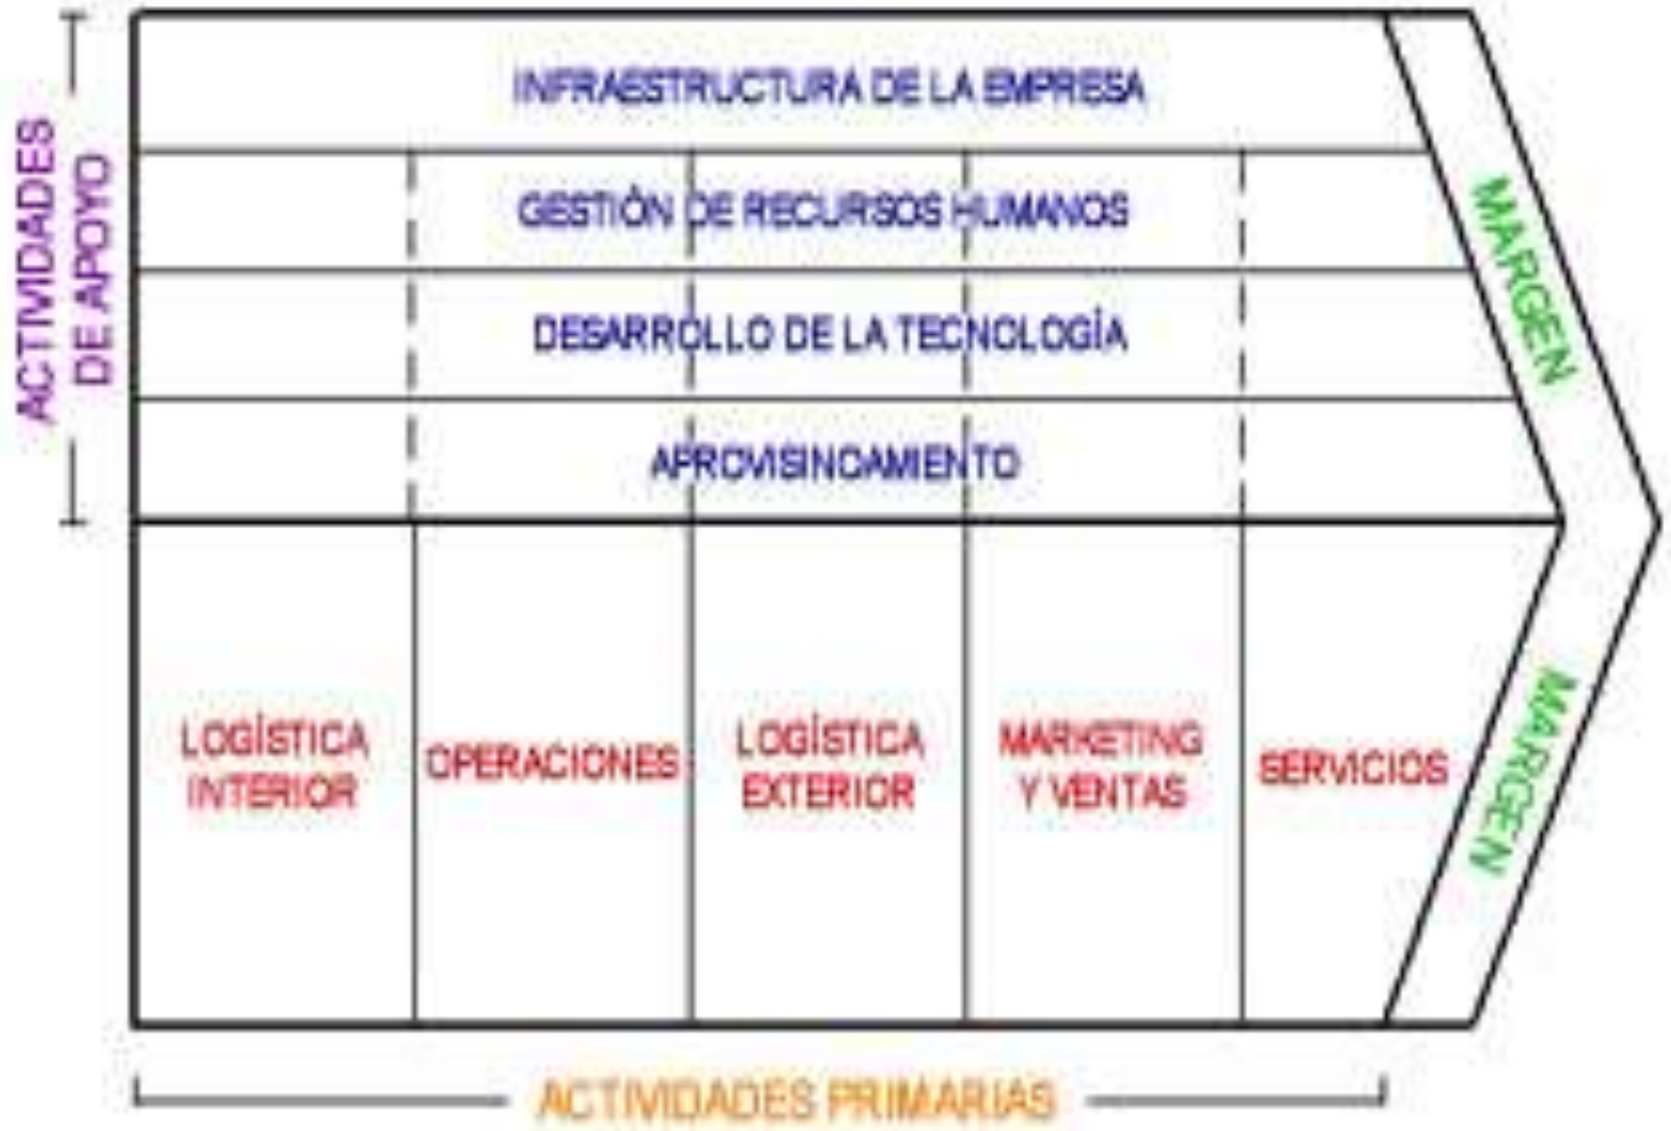 ACTIVIDADES
DE APOYO
INFRAESTRUCTURA DE LA EMPRESA
GESTIÓN DE RECURSOS HUMANOS
DESARROLLO DE LA TECNOLOGÍA
APROVISINOAMIENTO
MARGEN
LOGÍSTICA
INTERIOR
OPERACIONES
LOGÍSTICA
EXTERIOR
MARKETING
Y VENTAS
SERVICIOS
MARGEN
ACTIVIDADES PRIMARIAS